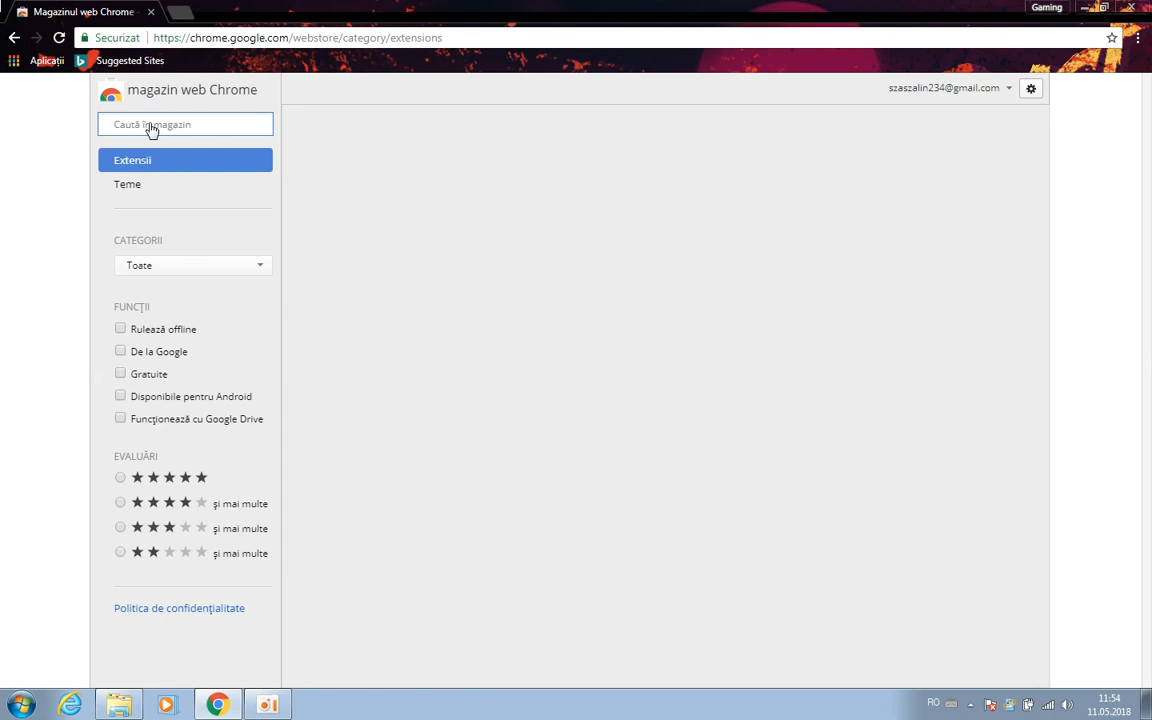 Magazinul web Chrome
Gaming
Securizat
https://chrome.google.com/webstore/category/extensions
Aplicații
Suggested Sites
magazin web Chrome
szaszalin234@gmail.com
Caută în magazin
Extensii
Teme
CATEGORII
Toate
FUNCȚII
Rulează offline
De la Google
Gratuite
Disponibile pentru Android
Funcționează cu Google Drive
EVALUĂRI
și mai multe
și mai multe
și mai multe
Politica de confidențialitate
RO
11:54
11.05.2018